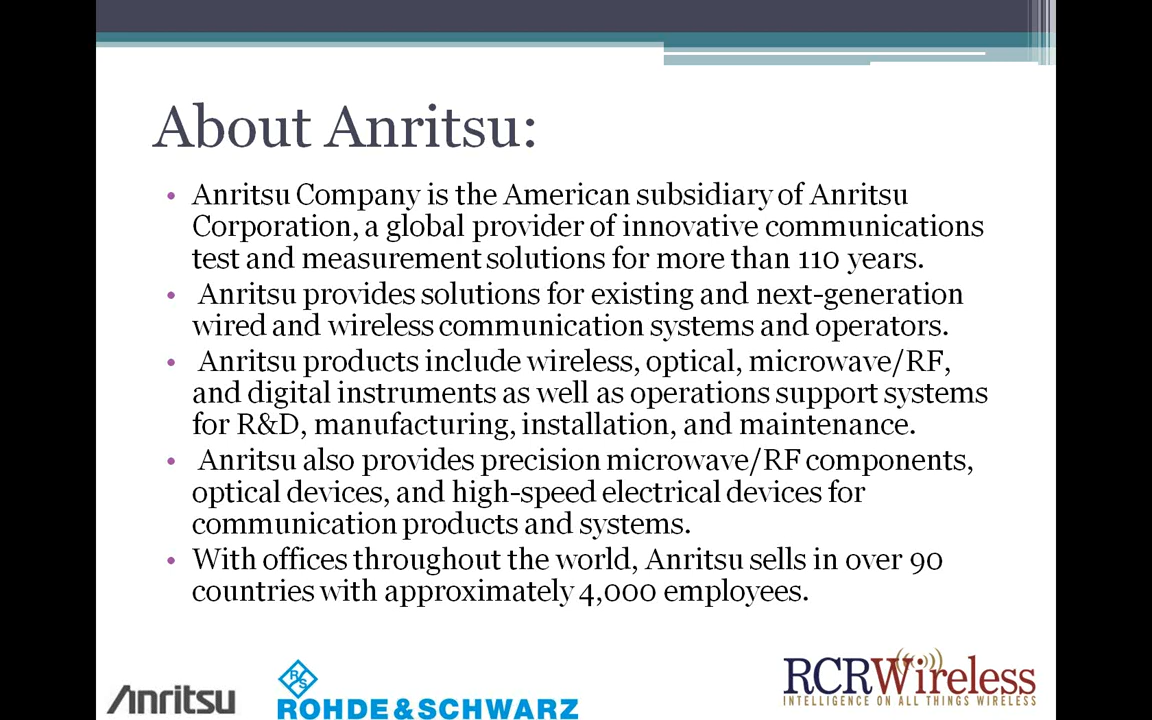 About Anritsu:
• Anritsu Company is the American subsidiary of Anritsu
Corporation, a global provider of innovative communications
test and measurement solutions for more than 110 years.
• Anritsu provides solutions for existing and next-generation
wired and wireless communication systems and operators.
• Anritsu products include wireless, optical, microwave/RF,
and digital instruments as well as operations support systems
for R&D, manufacturing, installation, and maintenance.
• Anritsu also provides precision microwave/RF components,
optical devices, and high-speed electrical devices for
communication products and systems.
• With offices throughout the world, Anritsu sells in over 90
countries with approximately 4,000 employees.
Anritsu
R S
ROHDE & SCHWARZ
RCRWireless
INTELLIGENCE ON ALL THINGS WIRELESS